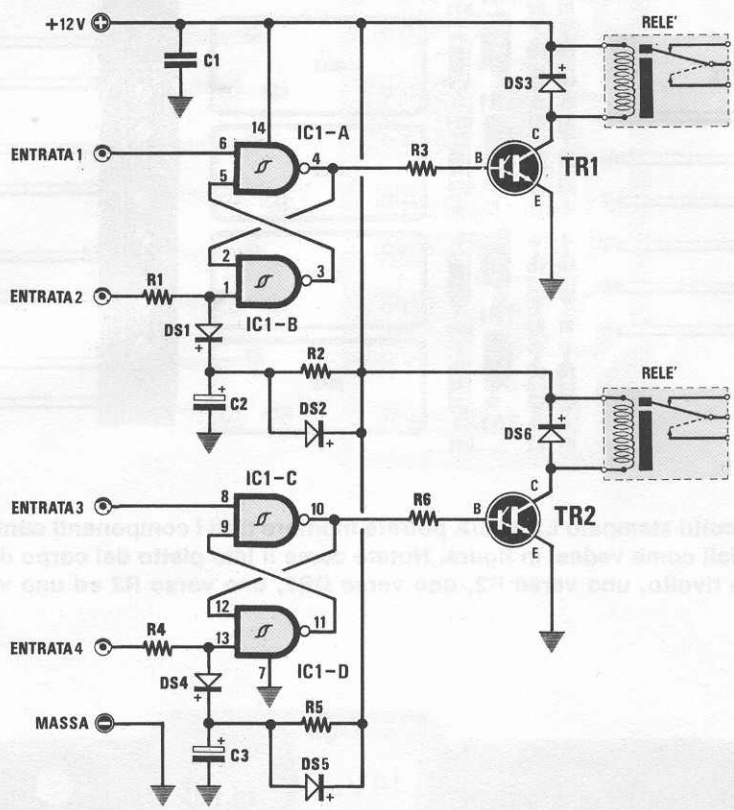 +12V
RELE'
C1
DS3
+
14
IC1-A
C
ENTRATA 1
6
4
R3
B
TR1
5
E
2
3
ENTRATA 2
R1
1
IC1-B
DS1
+
R2
RELE'
C2
+
DS2
+
DS6
+
IC1-C
C
ENTRATA 3
8
10
R6
B
TR2
E
12
11
ENTRATA 4
R4
13
7
IC1-D
DS4
+
R5
MASSA
C3
+
DS5
+